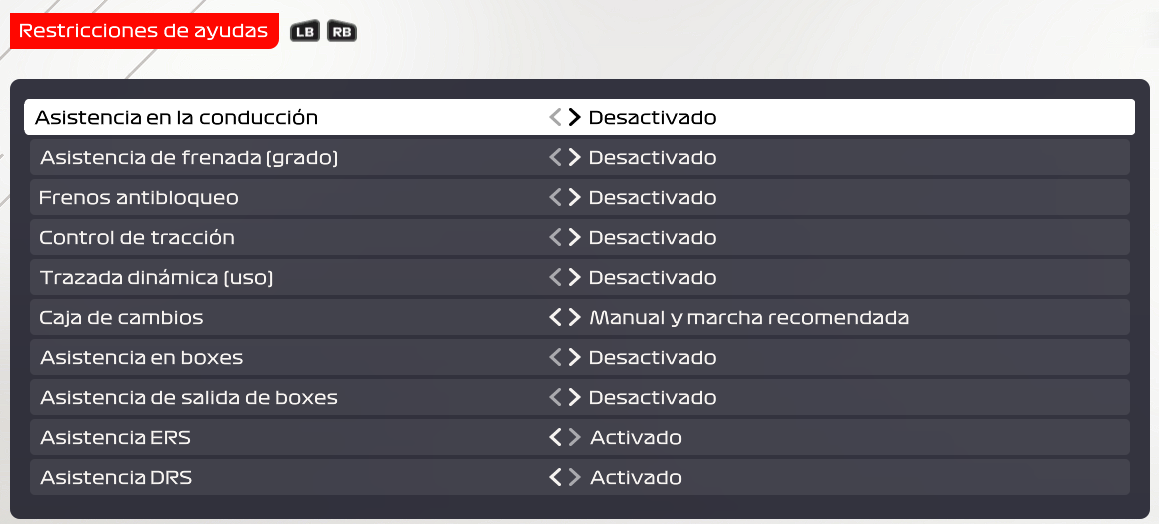 Restricciones de ayudas LB RB
Asistencia en la conducción Desactivado
Asistencia de frenada (grado) Desactivado
Frenos antibloqueo Desactivado
Control de tracción Desactivado
Trazada dinámica (uso) Desactivado
Caja de cambios Manual y marcha recomendada
Asistencia en boxes Desactivado
Asistencia de salida de boxes Desactivado
Asistencia ERS Activado
Asistencia DRS Activado